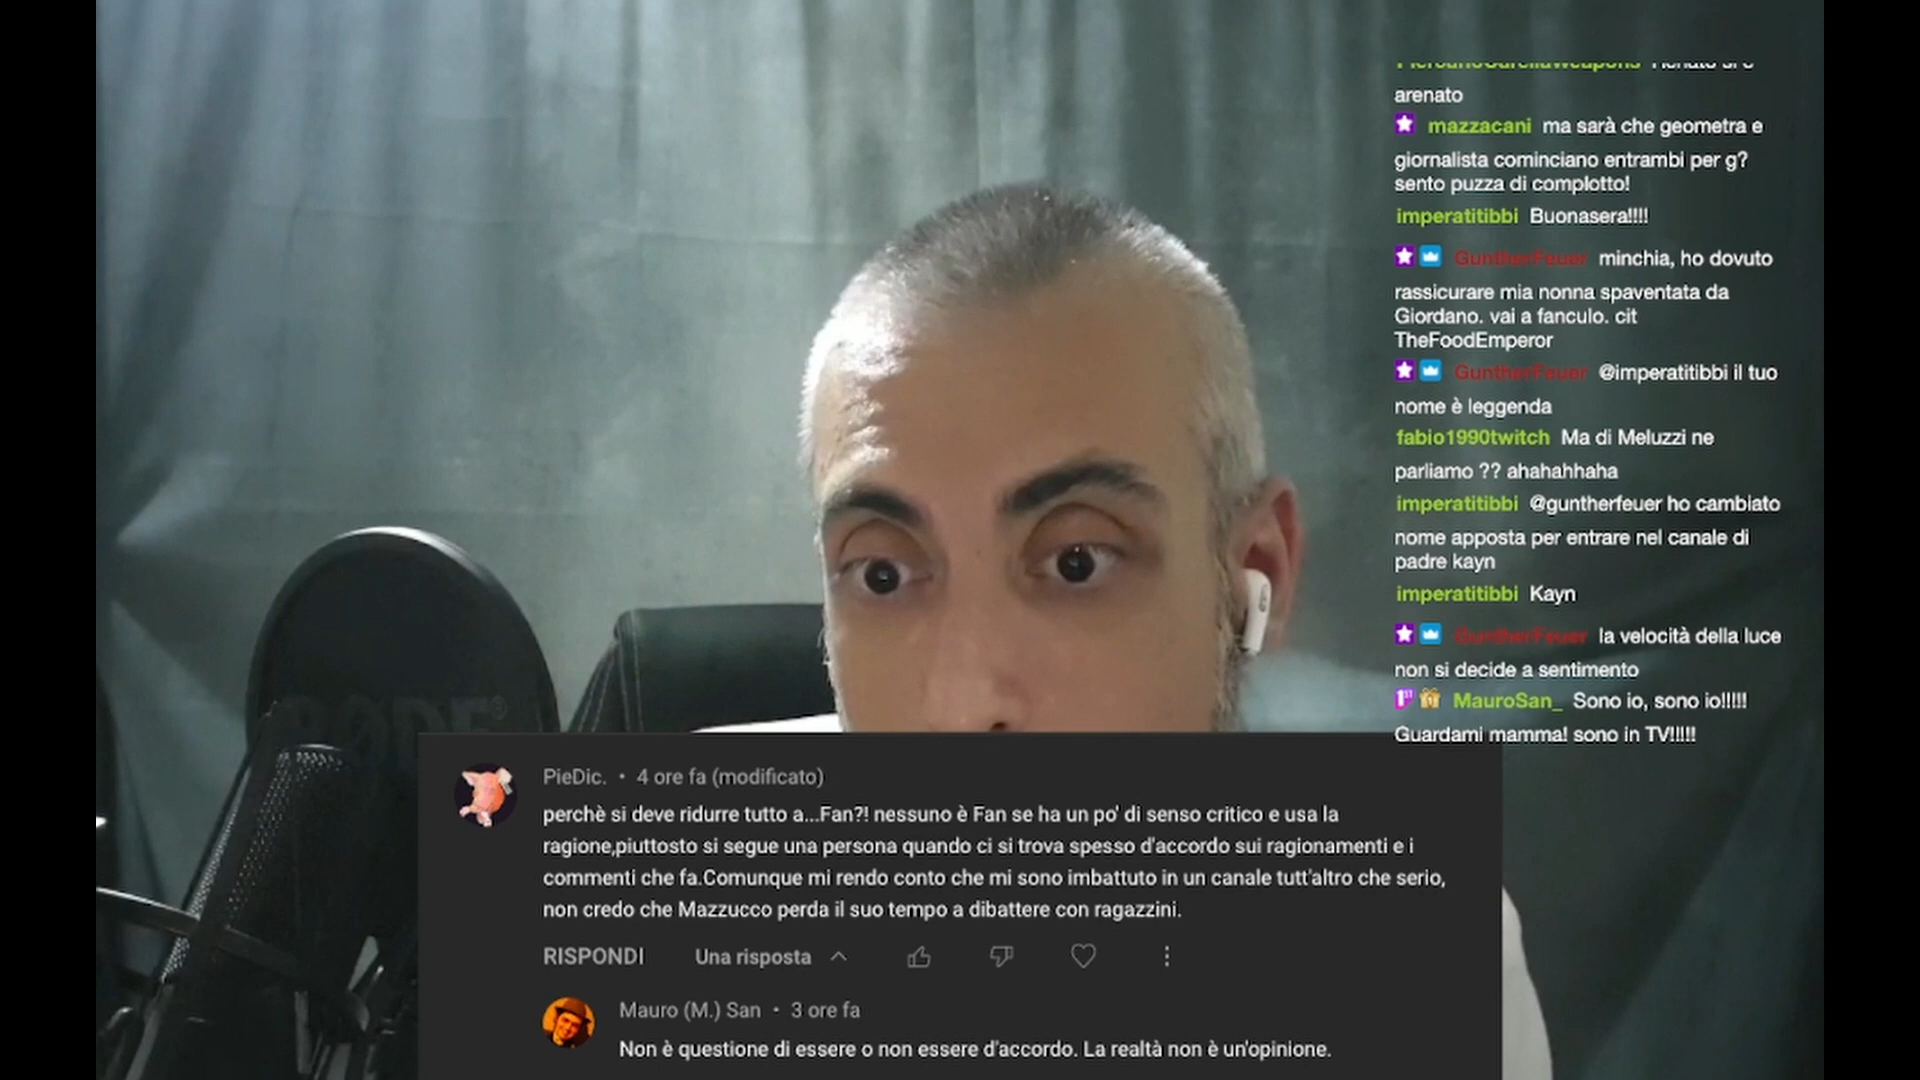 arenato
mazzacani ma sarà che geometra e
giornalista cominciano entrambi per g?
sento puzza di complotto!
imperatitibbi Buonasera!!!!
GuntherFeuer minchia, ho dovuto
rassicurare mia nonna spaventata da
Giordano. vai a fanculo. cit
TheFoodEmperor
GuntherFeuer @imperatitibbi il tuo
nome è leggenda
fabio1990twitch Ma di Meluzzi ne
parliamo ?? ahahahhaha
imperatitibbi @guntherfeuer ho cambiato
nome apposta per entrare nel canale di
padre kayn
imperatitibbi Kayn
GuntherFeuer la velocità della luce
non si decide a sentimento
MauroSan_ Sono io, sono io!!!!!
Guardami mamma! sono in TV!!!!!
RØDE®
PieDic. • 4 ore fa (modificato)
perchè si deve ridurre tutto a...Fan?! nessuno è Fan se ha un po' di senso critico e usa la
ragione,piuttosto si segue una persona quando ci si trova spesso d'accordo sui ragionamenti e i
commenti che fa.Comunque mi rendo conto che mi sono imbattuto in un canale tutt'altro che serio,
non credo che Mazzucco perda il suo tempo a dibattere con ragazzini.
RISPONDI Una risposta
Mauro (M.) San • 3 ore fa
Non è questione di essere o non essere d'accordo. La realtà non è un'opinione.